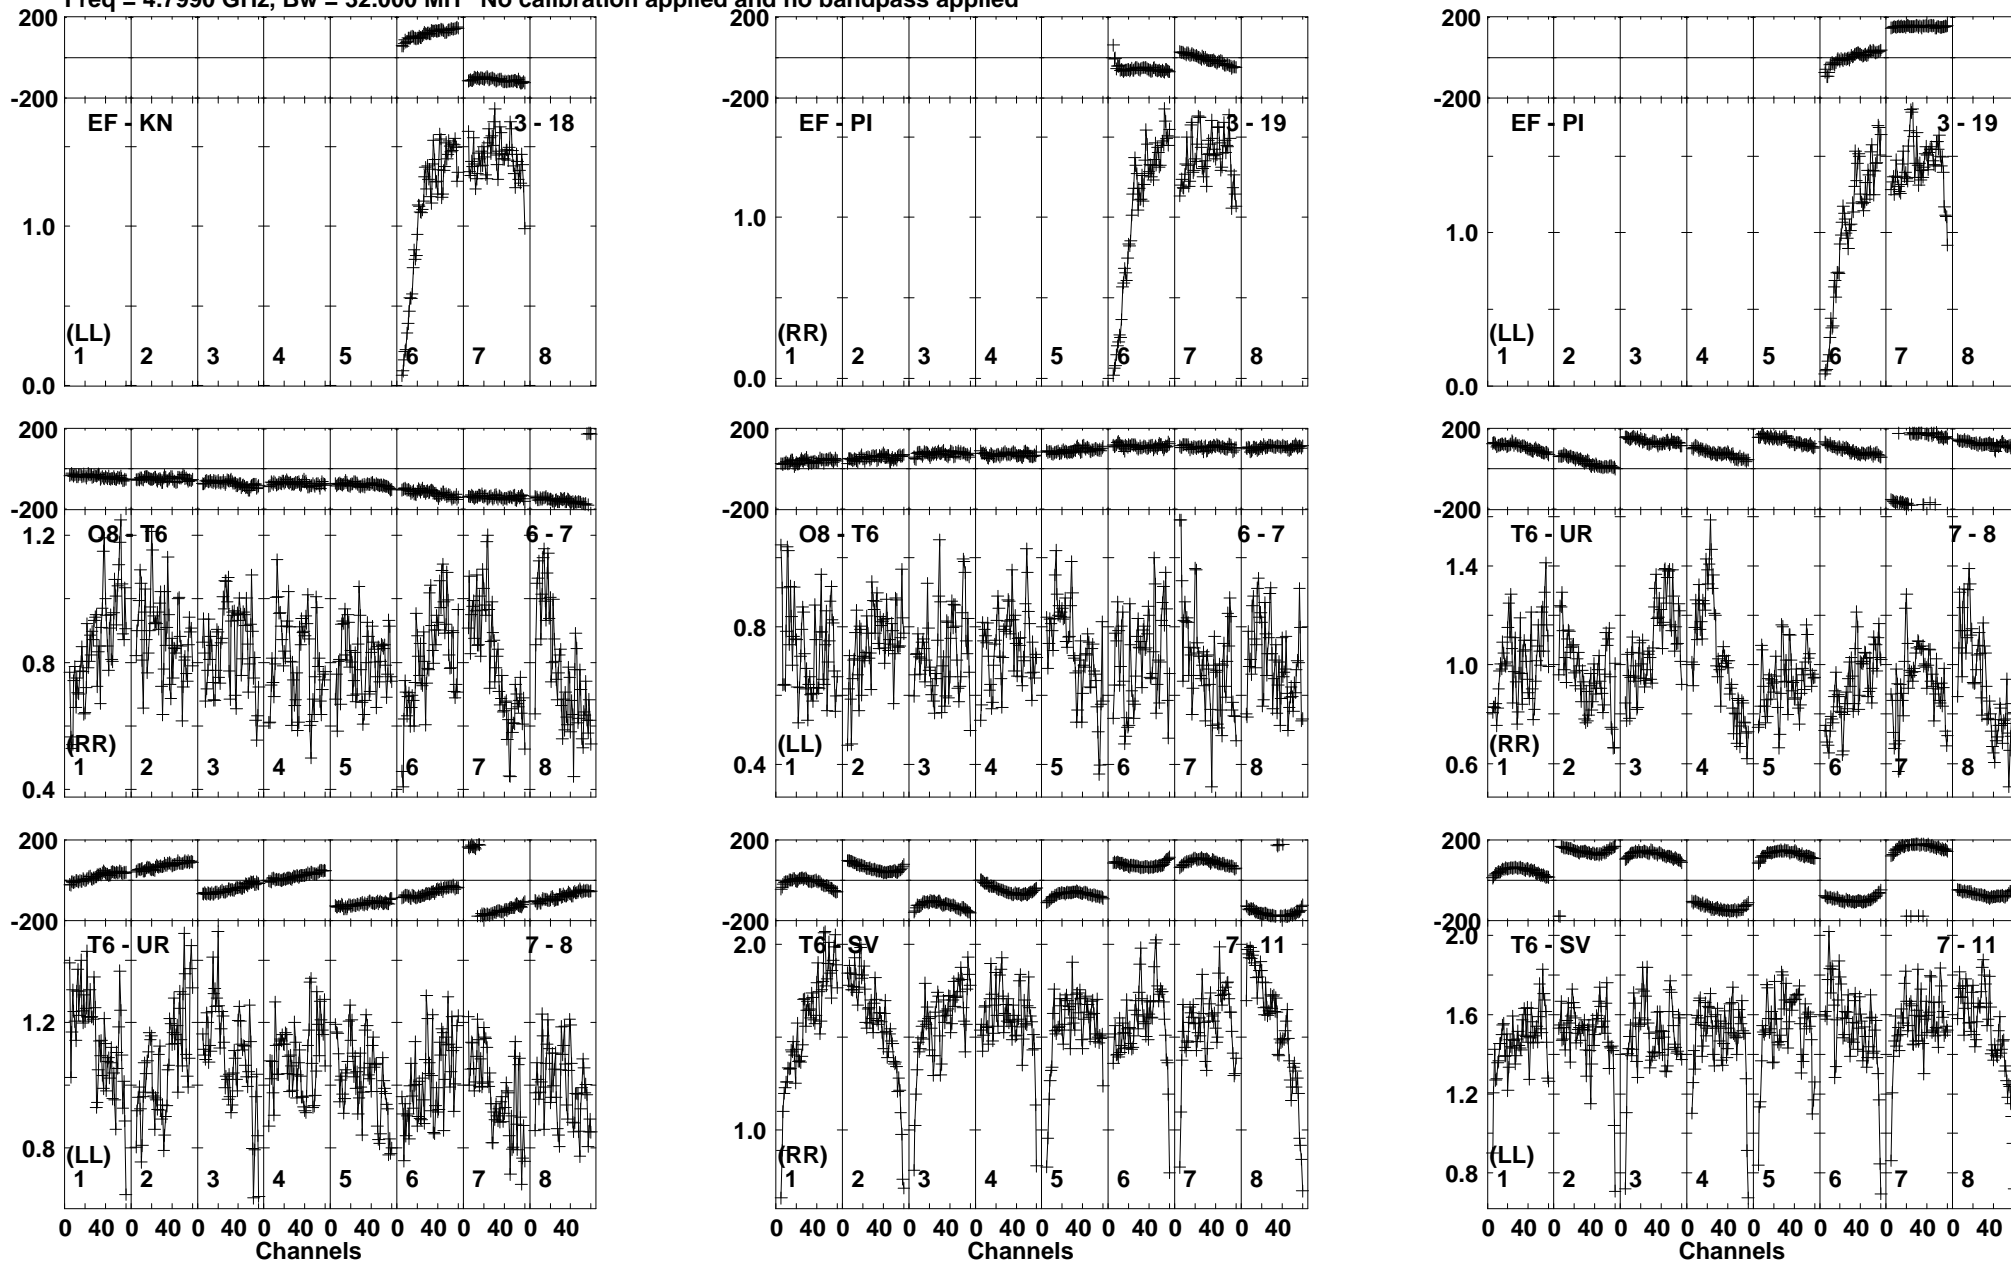 Freq = 4.7990 GHz, Bw = 32.000 MH No calibration applied and no bandpass applied
200 200 200
-200 -200 -200
EF - KN 3 - 18 EF - PI 3 - 19 EF - PI 3 - 19
1.0 1.0 1.0
(LL) (RR) (LL)
1 2 3 4 5 6 7 8 1 2 3 4 5 6 7 8 1 2 3 4 5 6 7 8
0.0 0.0 0.0
200 200 200
-200 -200 -200
O8 - T6 6 - 7 O8 - T6 6 - 7 T6 - UR 7 - 8
1.2 1.4
0.8 0.8 1.0
(RR) (LL) (RR)
1 2 3 4 5 6 7 8 1 2 3 4 5 6 7 8 1 2 3 4 5 6 7 8
0.4 0.4 0.6
200 200 200
-200 -200 -200
T6 - UR 7 - 8 T6 - SV 7 - 11 T6 - SV 7 - 11
2.0 2.0
1.2 1.6
1.0 1.2
0.8 0.8
(LL) (RR) (LL)
1 2 3 4 5 6 7 8 1 2 3 4 5 6 7 8 1 2 3 4 5 6 7 8
0 40 0 40 0 40 0 40 0 40 0 40 0 40 0 40 0 40 0 40 0 40 0 40 0 40 0 40 0 40 0 40 0 40 0 40 0 40 0 40 0 40 0 40 0 40 0 40
Channels Channels Channels